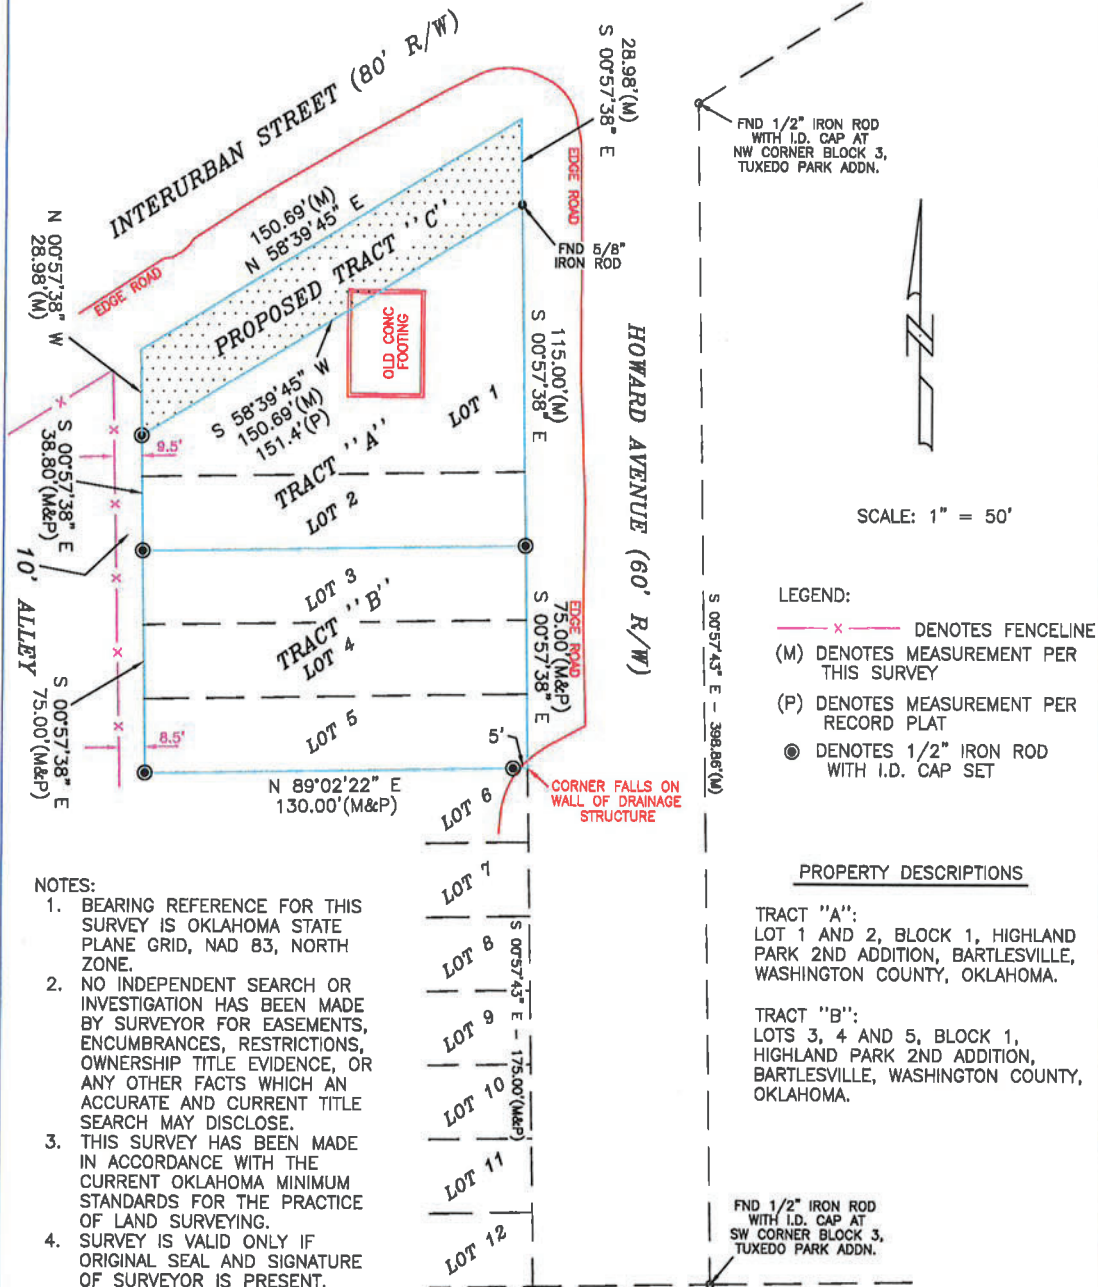 INTERURBAN STREET (80' R/W)
28.98'(M)
S 00°57'38" E
EDGE ROAD
FND 1/2" IRON ROD
WITH I.D. CAP AT
NW CORNER BLOCK 3,
TUXEDO PARK ADDN.
150.69'(M)
N 58°39'45" E
PROPOSED TRACT "C"
FND 5/8"
IRON ROD
N 00°57'38" W
28.98'(M)
EDGE ROAD
OLD CONC
FOOTING
S 58°39'45" W
150.69'(M)
151.4'(P)
115.00'(M)
S 00°57'38" E
HOWARD AVENUE (60' R/W)
LOT 1
TRACT "A"
LOT 2
9.5'
S 00°57'38" E
38.80'(M&P)
10' ALLEY
SCALE: 1" = 50'
LOT 3
TRACT "B"
LOT 4
LOT 5
EDGE ROAD
75.00'(M&P)
S 00°57'38" E
S 00°57'38" E
75.00'(M&P)
8.5'
5'
N 89°02'22" E
130.00'(M&P)
CORNER FALLS ON
WALL OF DRAINAGE
STRUCTURE
S 00°57'43" E - 398.86'(M)
LEGEND:
x DENOTES FENCELINE
(M) DENOTES MEASUREMENT PER
THIS SURVEY
(P) DENOTES MEASUREMENT PER
RECORD PLAT
DENOTES 1/2" IRON ROD
WITH I.D. CAP SET
LOT 6
LOT 7
LOT 8
LOT 9
LOT 10
LOT 11
LOT 12
S 00°57'43" E - 175.00'(M&P)
NOTES:
1. BEARING REFERENCE FOR THIS
SURVEY IS OKLAHOMA STATE
PLANE GRID, NAD 83, NORTH
ZONE.
2. NO INDEPENDENT SEARCH OR
INVESTIGATION HAS BEEN MADE
BY SURVEYOR FOR EASEMENTS,
ENCUMBRANCES, RESTRICTIONS,
OWNERSHIP TITLE EVIDENCE, OR
ANY OTHER FACTS WHICH AN
ACCURATE AND CURRENT TITLE
SEARCH MAY DISCLOSE.
3. THIS SURVEY HAS BEEN MADE
IN ACCORDANCE WITH THE
CURRENT OKLAHOMA MINIMUM
STANDARDS FOR THE PRACTICE
OF LAND SURVEYING.
4. SURVEY IS VALID ONLY IF
ORIGINAL SEAL AND SIGNATURE
OF SURVEYOR IS PRESENT.
PROPERTY DESCRIPTIONS
TRACT "A":
LOT 1 AND 2, BLOCK 1, HIGHLAND
PARK 2ND ADDITION, BARTLESVILLE,
WASHINGTON COUNTY, OKLAHOMA.
TRACT "B":
LOTS 3, 4 AND 5, BLOCK 1,
HIGHLAND PARK 2ND ADDITION,
BARTLESVILLE, WASHINGTON COUNTY,
OKLAHOMA.
FND 1/2" IRON ROD
WITH I.D. CAP AT
SW CORNER BLOCK 3,
TUXEDO PARK ADDN.